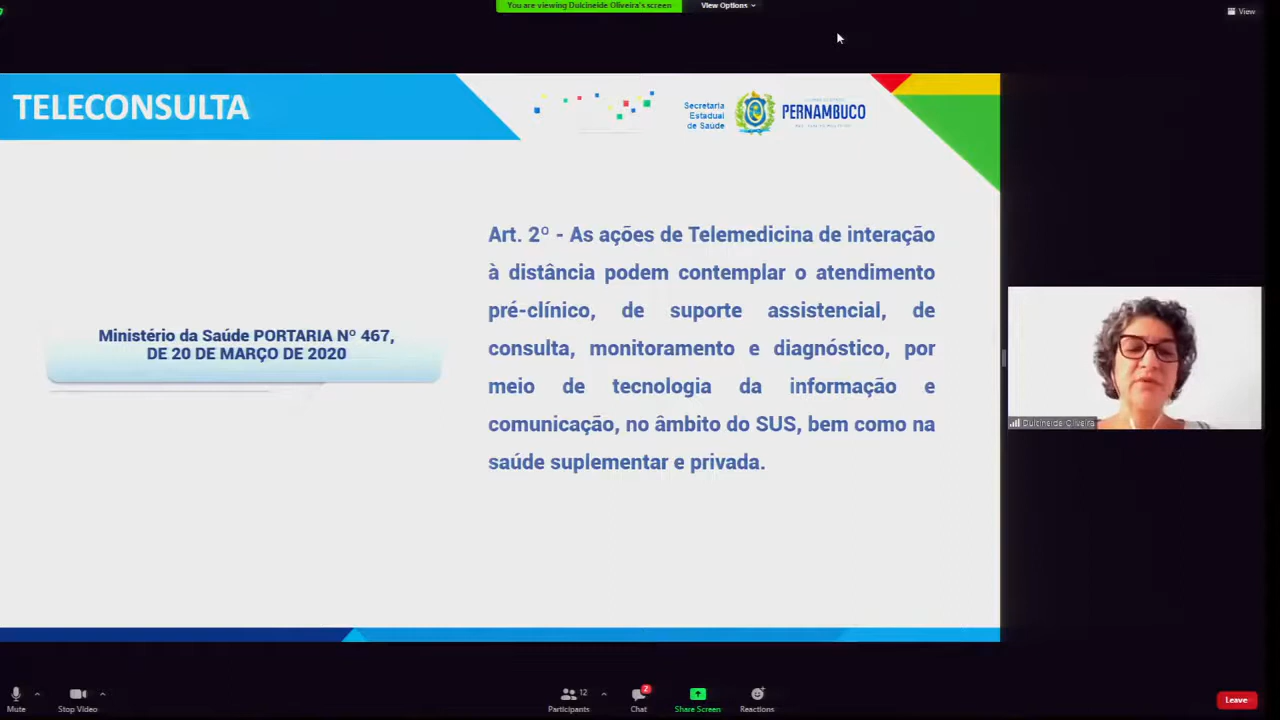 You are viewing Dulcineide Oliveira's screen
View Options
View
TELECONSULTA
Secretaria
Estadual
de Saúde
PERNAMBUCO
Art. 2º - As ações de Telemedicina de interação
à distância podem contemplar o atendimento
pré-clínico, de suporte assistencial, de
consulta, monitoramento e diagnóstico, por
meio de tecnologia da informação e
comunicação, no âmbito do SUS, bem como na
saúde suplementar e privada.
Ministério da Saúde PORTARIA Nº 467,
DE 20 DE MARÇO DE 2020
Dulcineide Oliveira
Mute
Stop Video
12
Participants
2
Chat
Share Screen
Reactions
Leave